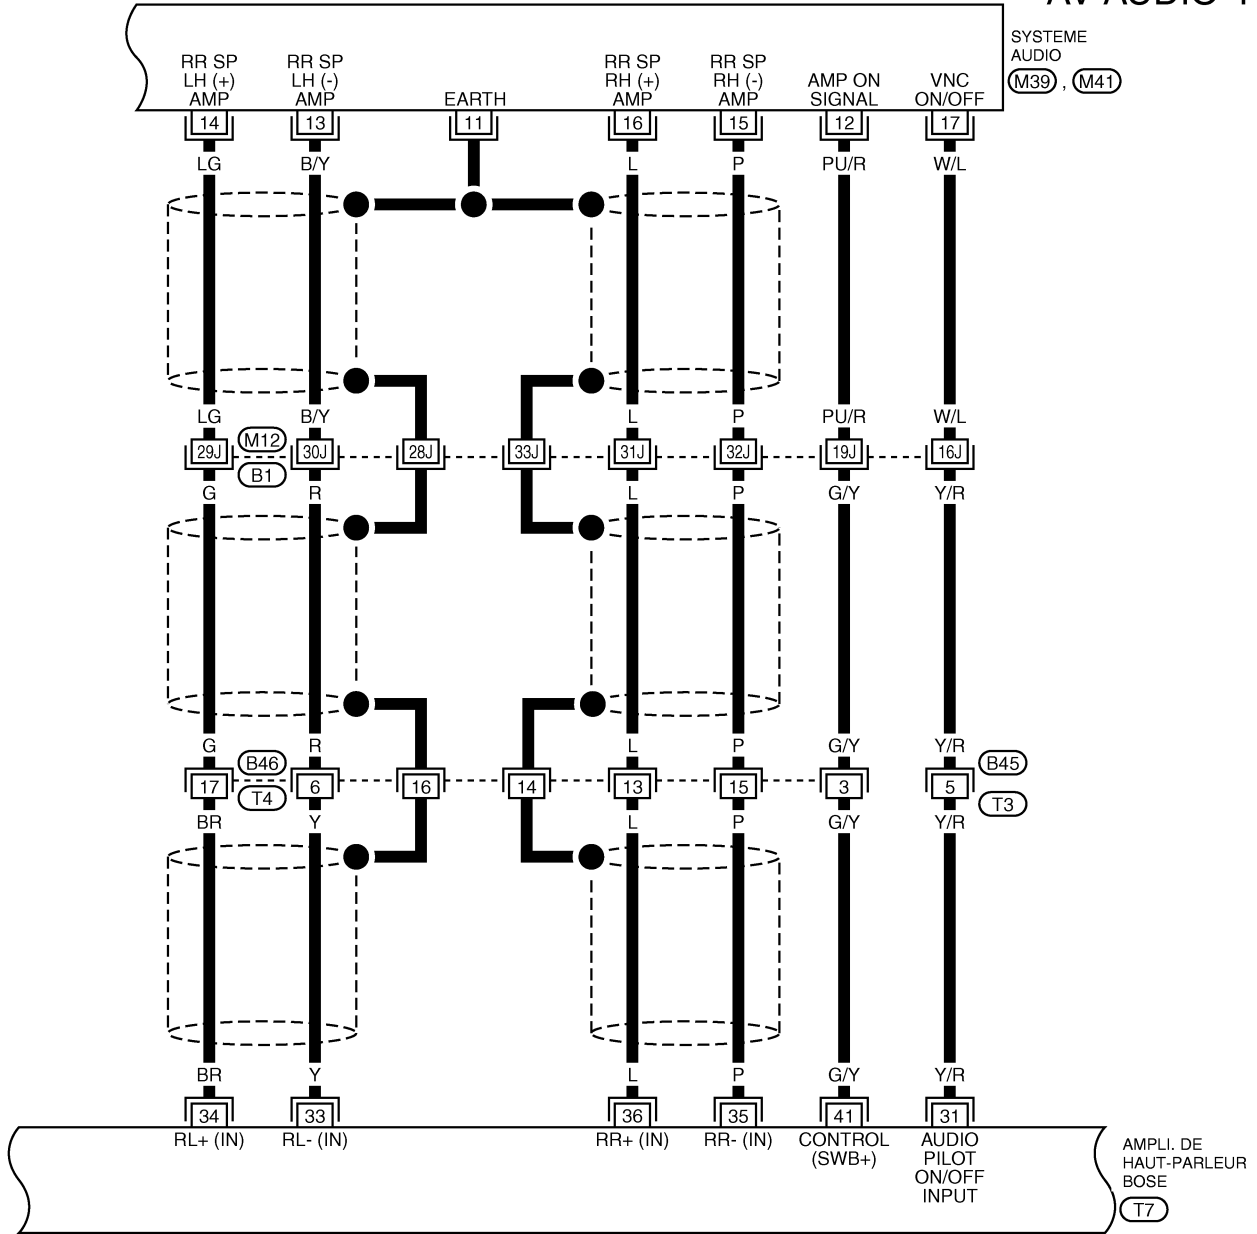 AV-AUDIO-
SYSTEME
AUDIO
M39 , M41
RR SP
LH (+)
AMP
RR SP
LH (-)
AMP
EARTH
RR SP
RH (+)
AMP
RR SP
RH (-)
AMP
AMP ON
SIGNAL
VNC
ON/OFF
14 13 11 16 15 12 17
LG B/Y L P PU/R W/L
LG B/Y L P PU/R W/L
M12
29J 30J 28J 33J 31J 32J 19J 16J
B1
G R L P G/Y Y/R
G R L P G/Y Y/R
B46 B45
17 6 16 14 13 15 3 5
T4 T3
BR Y L P G/Y Y/R
BR Y L P G/Y Y/R
34 33 36 35 41 31
RL+ (IN) RL- (IN) RR+ (IN) RR- (IN)
CONTROL
(SWB+)
AUDIO
PILOT
ON/OFF
INPUT
AMPLI. DE
HAUT-PARLEUR
BOSE
T7